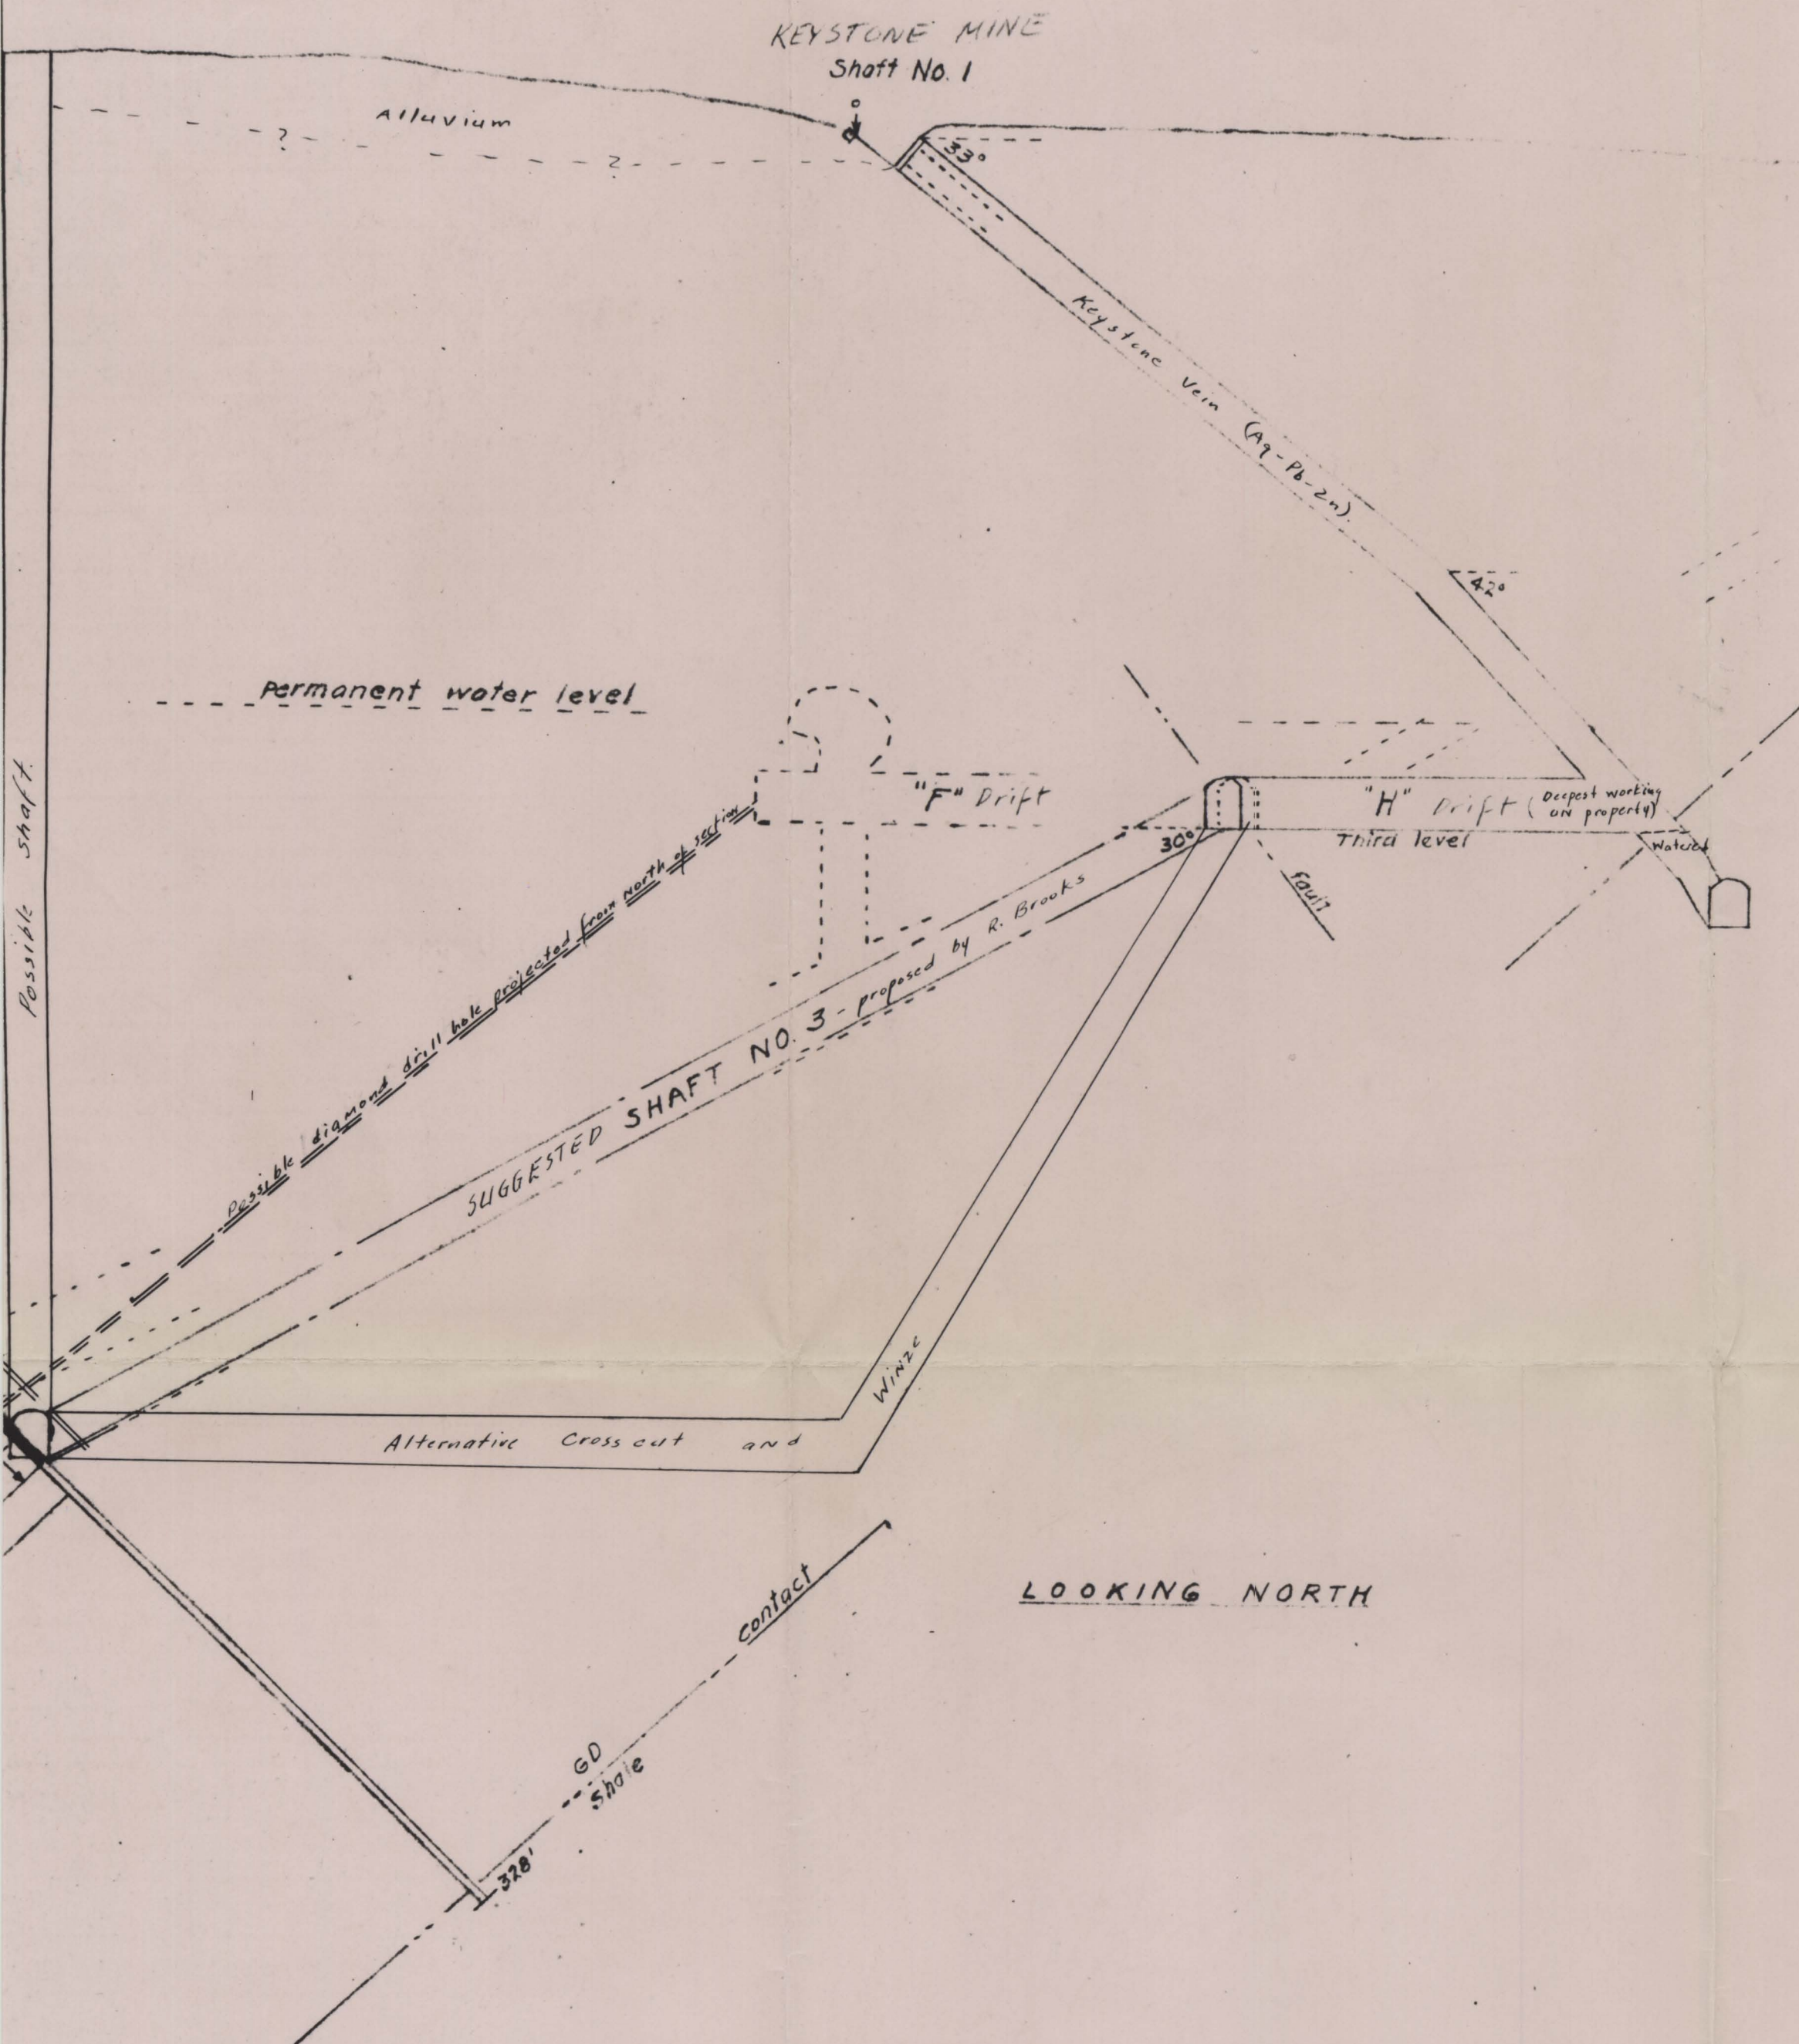 KEYSTONE MINE
Shaft No. 1
Alluvium
?
?
33°
Keystone Vein (Ag-Pb-Zn).
42°
Permanent water level
"F" Drift
"H" Drift (Deepest working
on property)
Third level
Watered
30°
Fault
Possible Shaft.
Possible diamond drill hole projected from North of section
SUGGESTED SHAFT NO. 3 - proposed by R. Brooks
Winze
Alternative Crosscut and
Contact
LOOKING NORTH
GD
Shale
328'